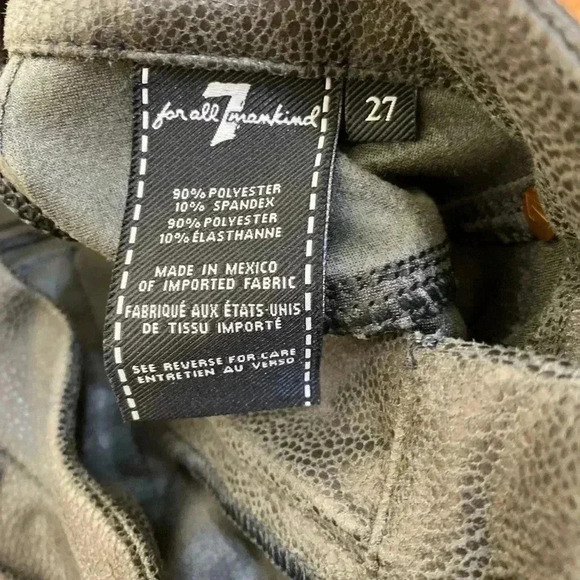 7
for all mankind
27
90% POLYESTER
10% SPANDEX
90% POLYESTER
10% ÉLASTHANNE
MADE IN MEXICO
OF IMPORTED FABRIC
FABRIQUÉ AUX ÉTATS-UNIS
DE TISSU IMPORTÉ
SEE REVERSE FOR CARE
ENTRETIEN AU VERSO